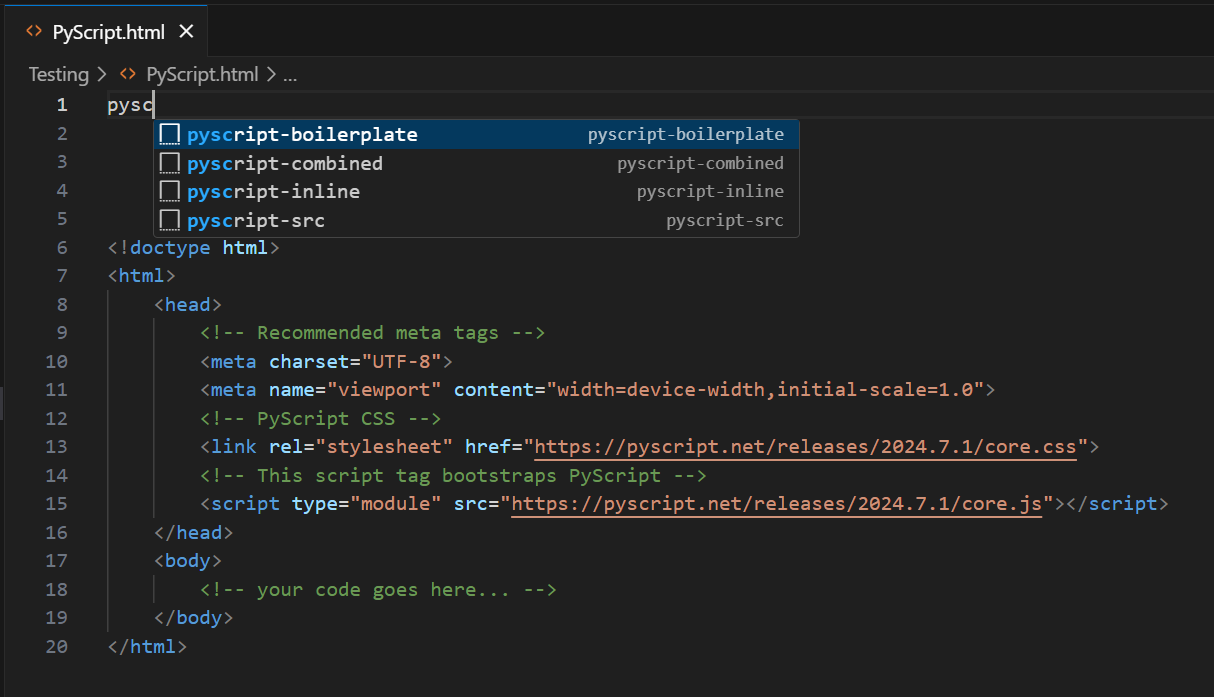 PyScript.html
Testing > PyScript.html > ...
1 pysc
pyscript-boilerplate pyscript-boilerplate
pyscript-combined pyscript-combined
pyscript-inline pyscript-inline
pyscript-src pyscript-src
2
3
4
5
6 <!doctype html>
7 <html>
8 <head>
9 <!-- Recommended meta tags -->
10 <meta charset="UTF-8">
11 <meta name="viewport" content="width=device-width,initial-scale=1.0">
12 <!-- PyScript CSS -->
13 <link rel="stylesheet" href="https://pyscript.net/releases/2024.7.1/core.css">
14 <!-- This script tag bootstraps PyScript -->
15 <script type="module" src="https://pyscript.net/releases/2024.7.1/core.js"></script>
16 </head>
17 <body>
18 <!-- your code goes here... -->
19 </body>
20 </html>